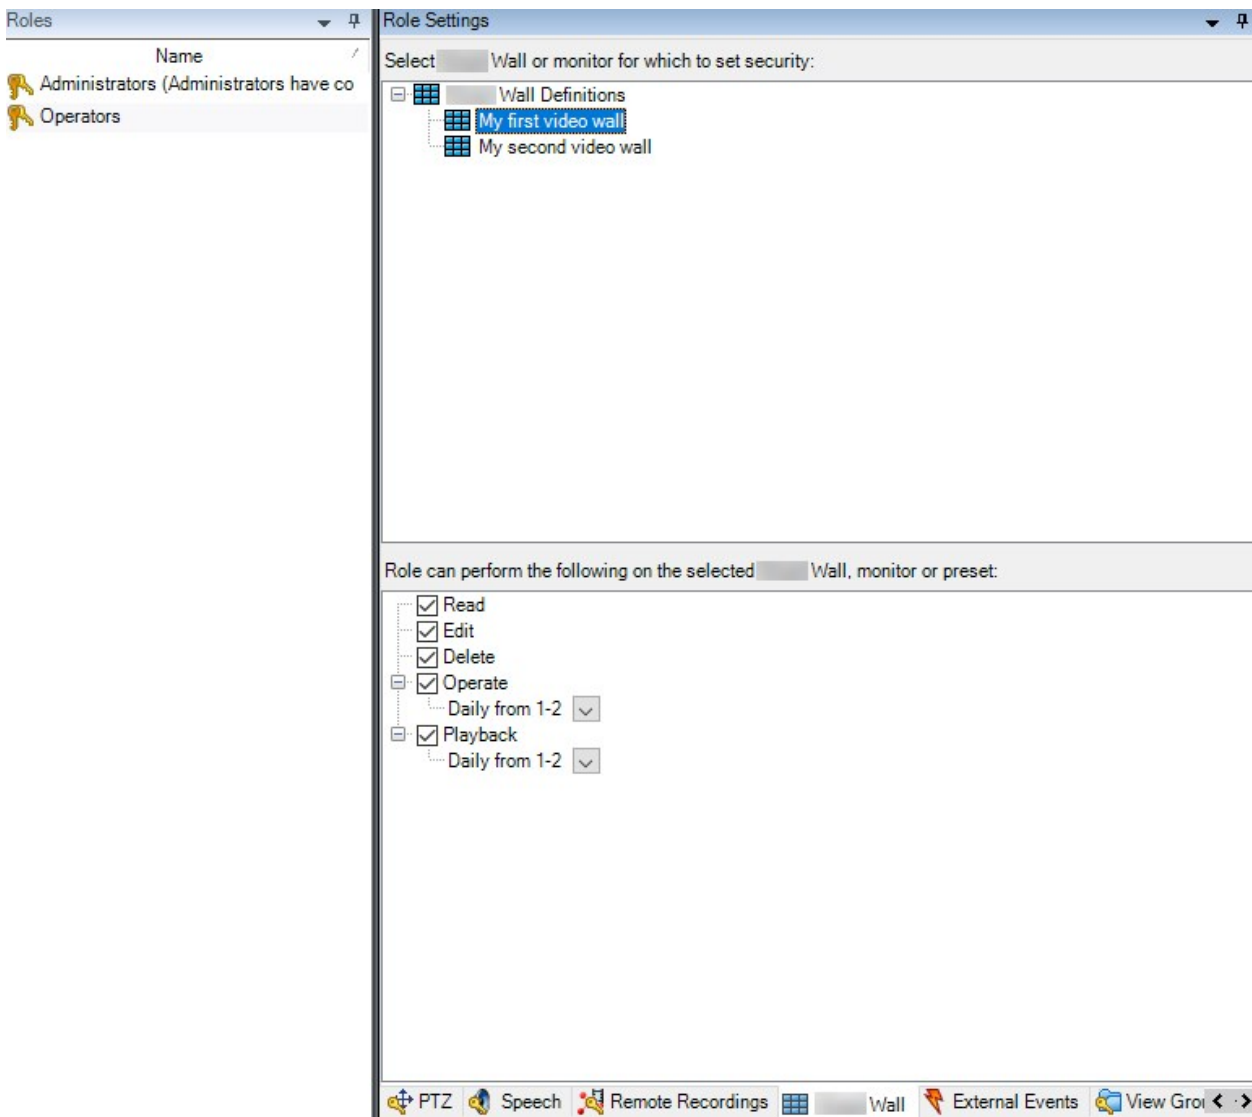 Roles
Name
Administrators (Administrators have co
Operators
Role Settings
Select Wall or monitor for which to set security:
Wall Definitions
My first video wall
My second video wall
Role can perform the following on the selected Wall, monitor or preset:
Read
Edit
Delete
Operate
Daily from 1-2
Playback
Daily from 1-2
PTZ Speech Remote Recordings Wall External Events View Grou